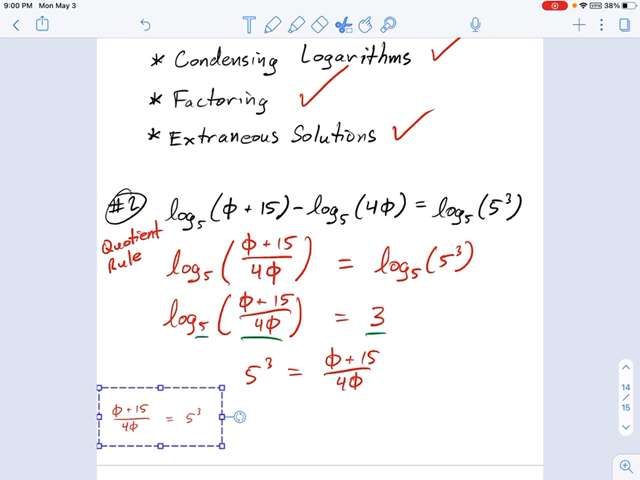 9:00 PM Mon May 3
VPN 38%
* Condensing Logarithms ✓
* Factoring ✓
* Extraneous Solutions ✓
#2 log₅(ϕ + 15) − log₅(4ϕ) = log₅(5³)
Quotient Rule
log₅((ϕ + 15)/(4ϕ)) = log₅(5³)
log₅((ϕ + 15)/(4ϕ)) = 3
5³ = (ϕ + 15)/(4ϕ)
(ϕ + 15)/(4ϕ) = 5³
14
15